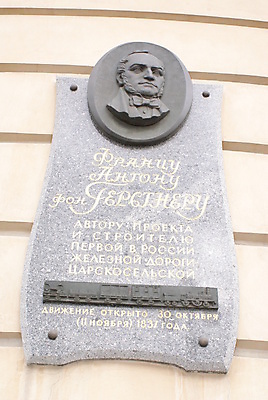 Францу
Антону
фон Герстнеру
АВТОРУ ПРОЕКТА
И СТРОИТЕЛЮ
ПЕРВОЙ В РОССИИ
ЖЕЛЕЗНОЙ ДОРОГИ
ЦАРСКОСЕЛЬСКОЙ
ДВИЖЕНИЕ ОТКРЫТО 30 ОКТЯБРЯ
(11 НОЯБРЯ) 1837 ГОДА